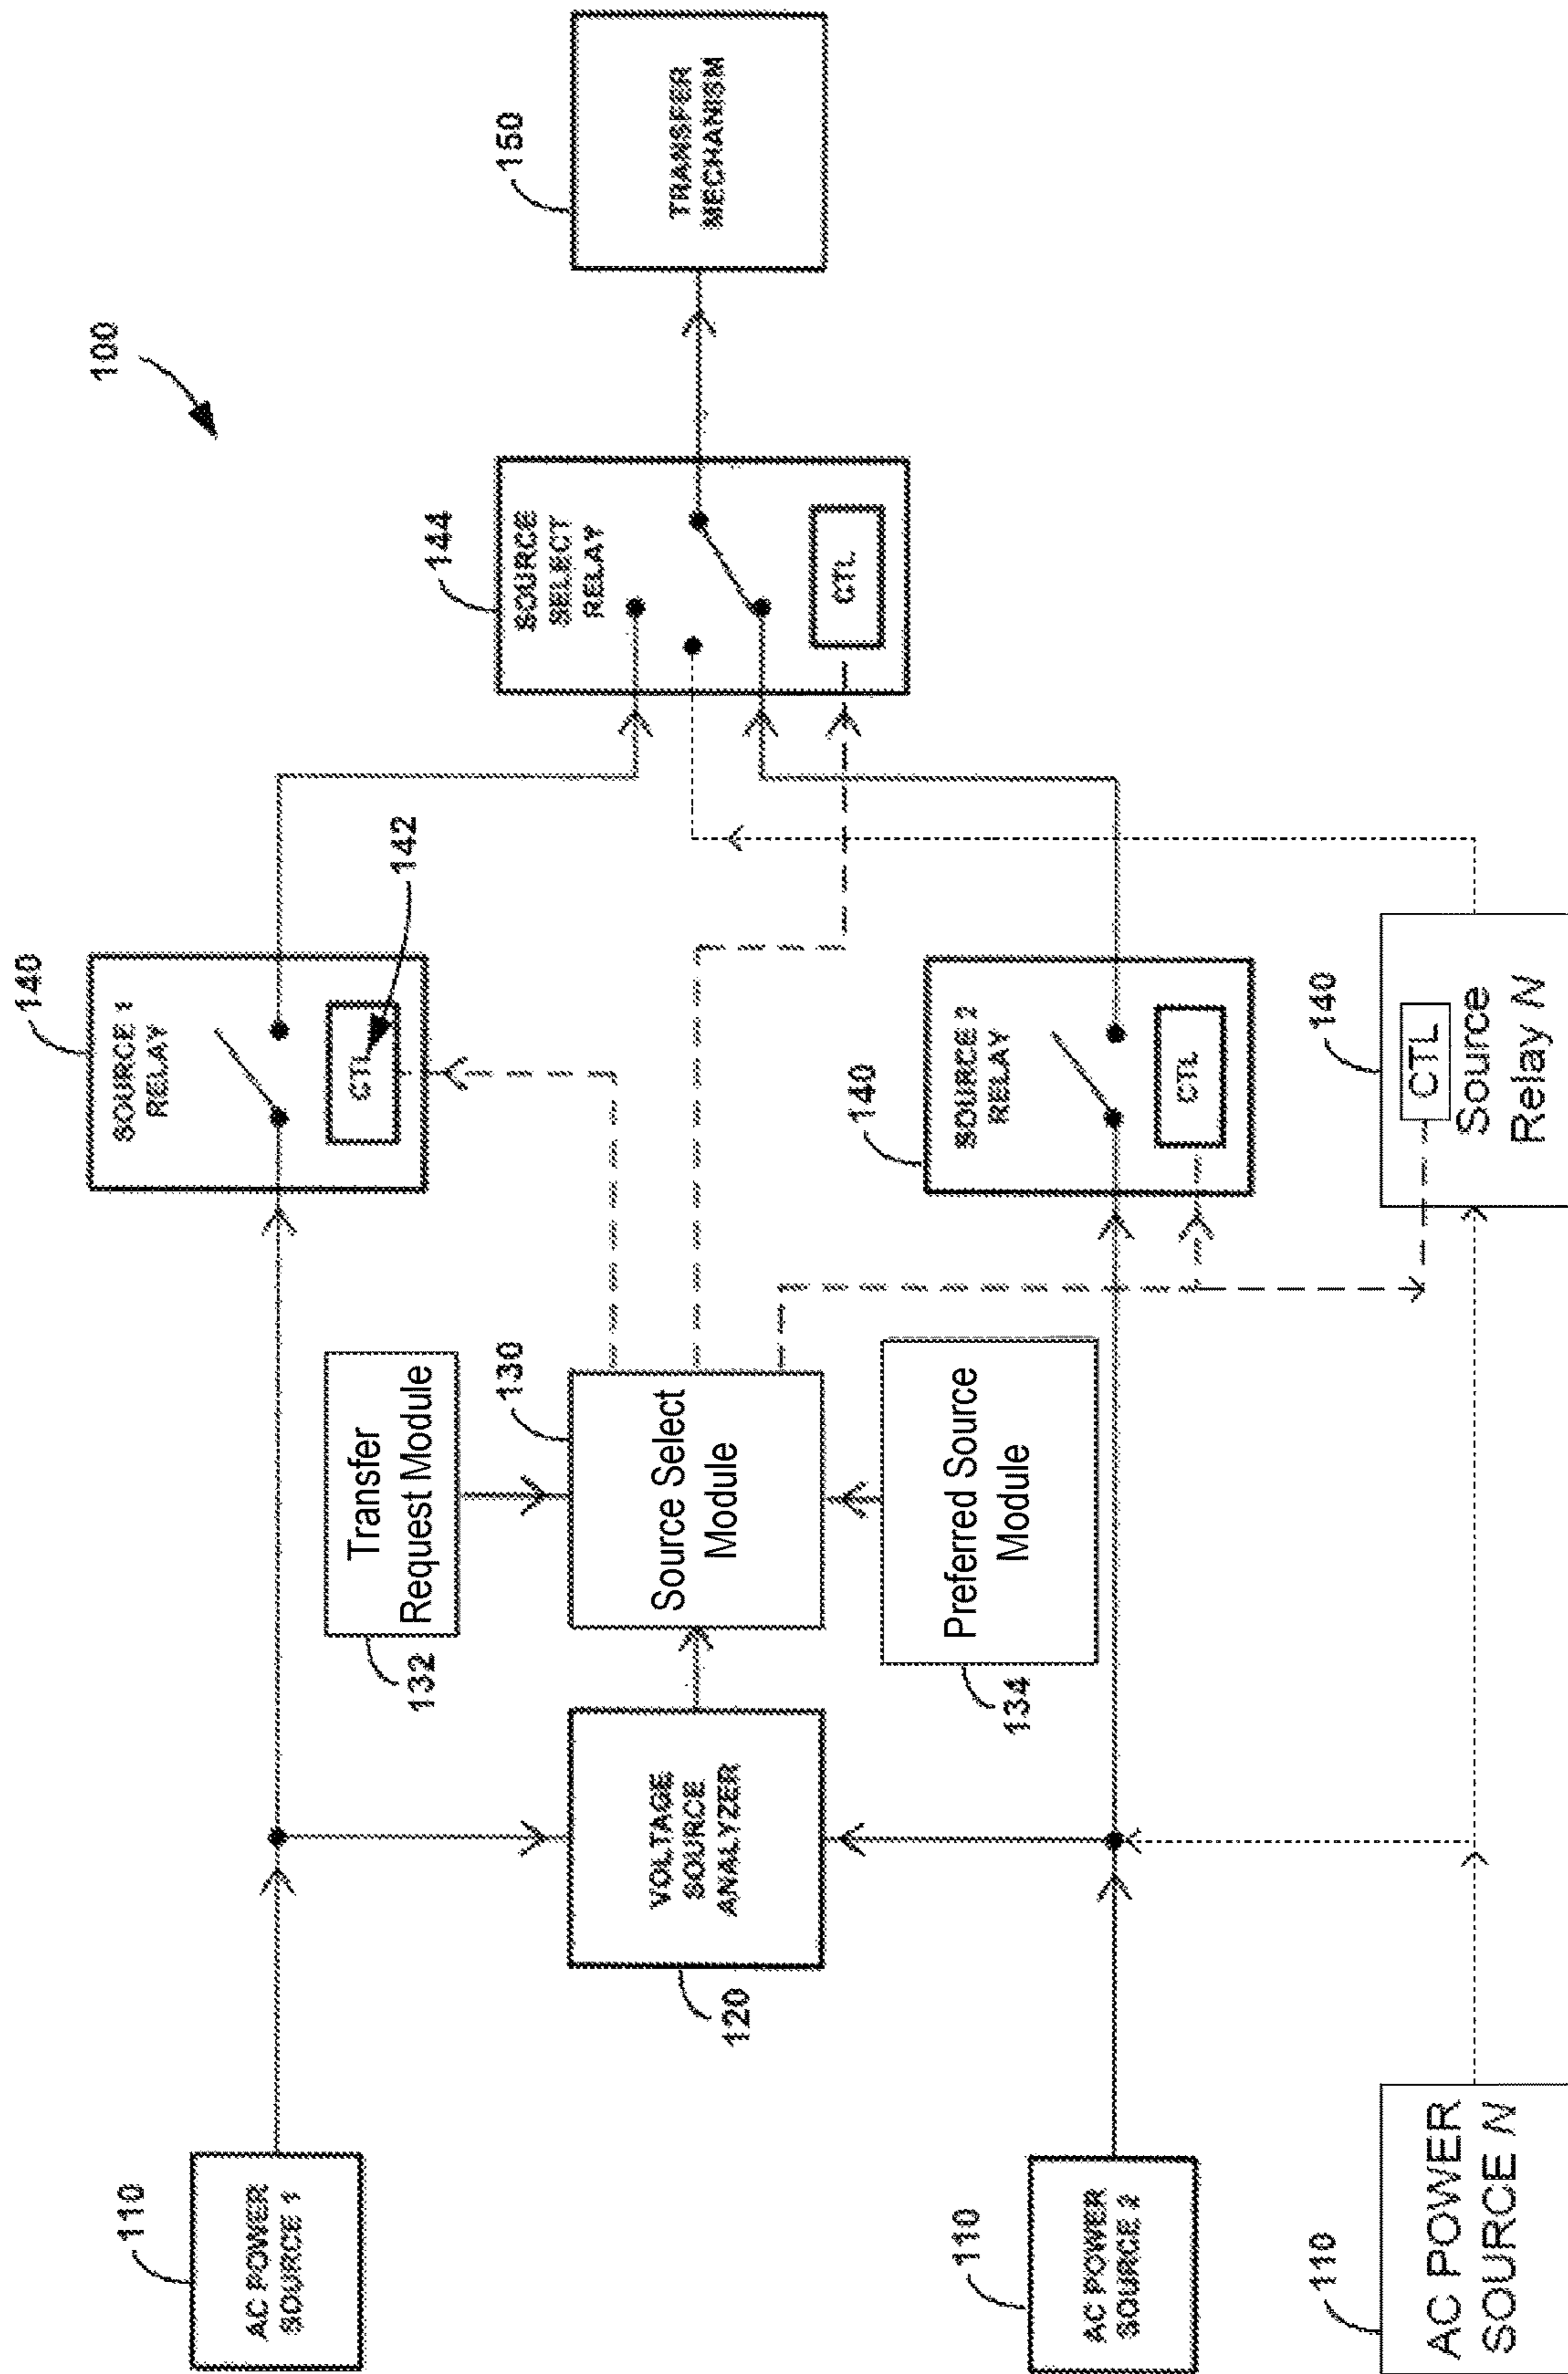 100
110
AC POWER
SOURCE 1
140
SOURCE 1
RELAY
CTL
142
132
Transfer
Request Module
144
SOURCE
SELECT
RELAY
CTL
150
TRANSFER
MECHANISM
120
VOLTAGE
SOURCE
ANALYZER
130
Source Select
Module
134
Preferred Source
Module
110
AC POWER
SOURCE 2
140
SOURCE 2
RELAY
CTL
110
AC POWER
SOURCE N
140
CTL
Source
Relay N